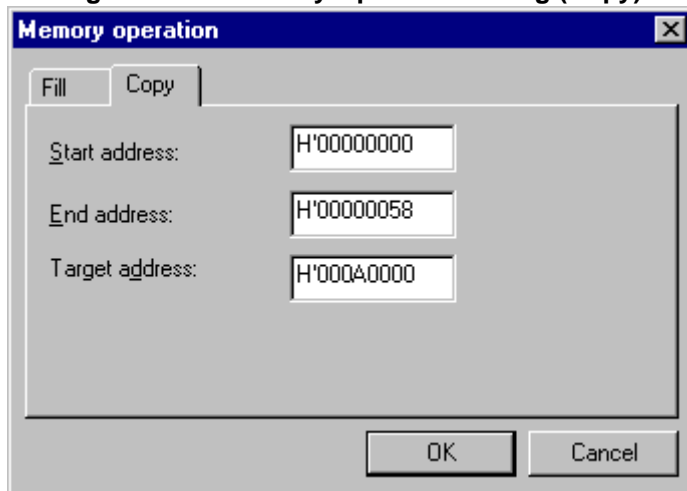 Memory operation
Fill Copy
Start address: H'00000000
End address: H'00000058
Target address: H'000A0000
OK Cancel